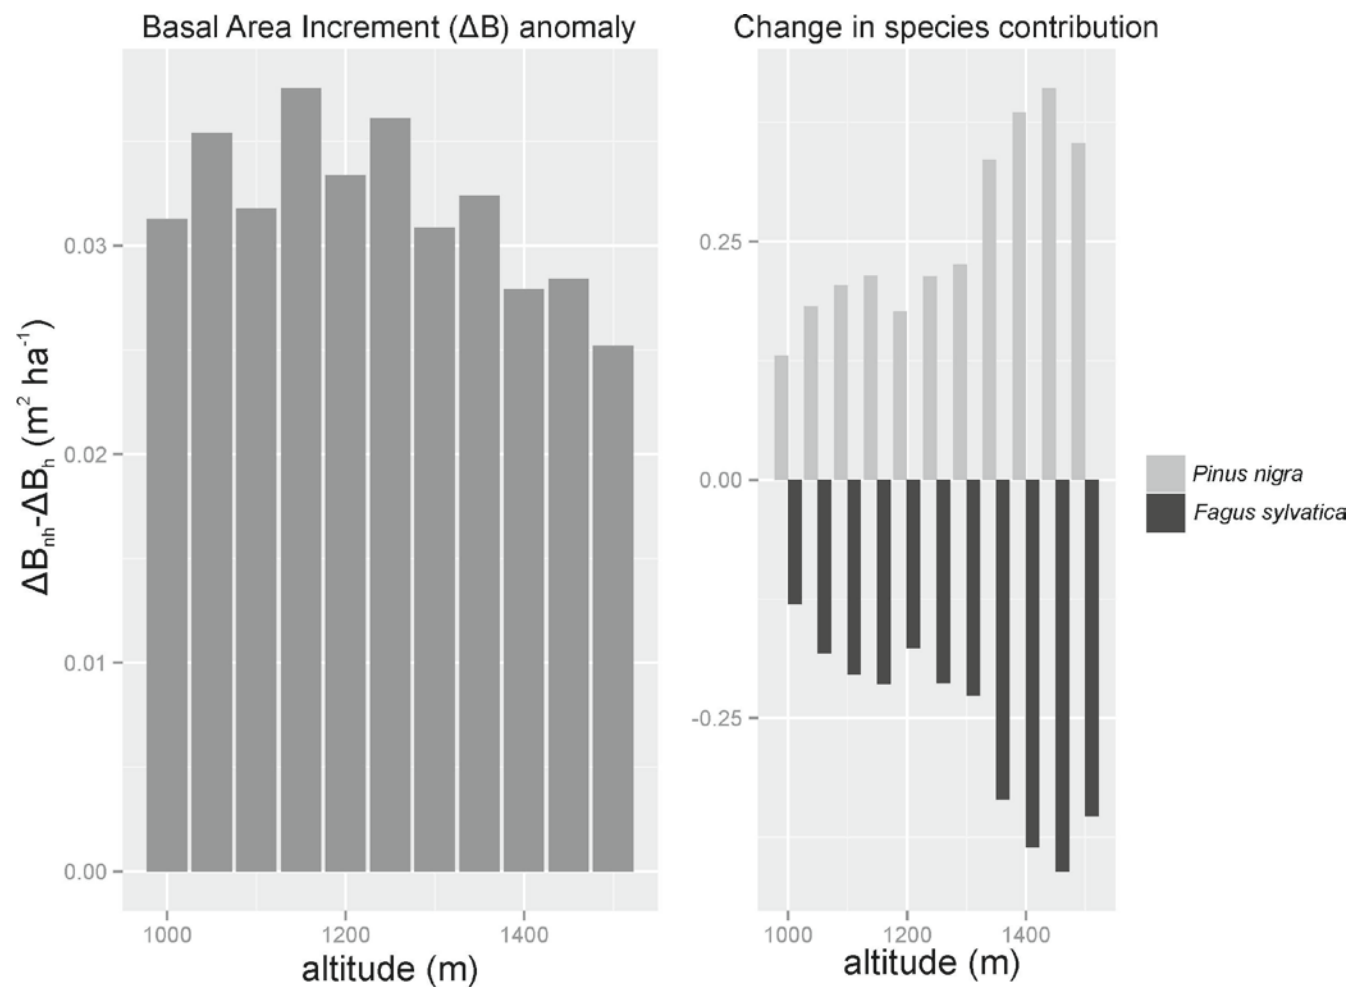 Basal Area Increment (ΔB) anomaly
Change in species contribution
ΔBnh-ΔBh (m² ha⁻¹)
0.03
0.02
0.01
0.00
1000 1200 1400
altitude (m)
0.25
0.00
-0.25
1000 1200 1400
altitude (m)
Pinus nigra
Fagus sylvatica